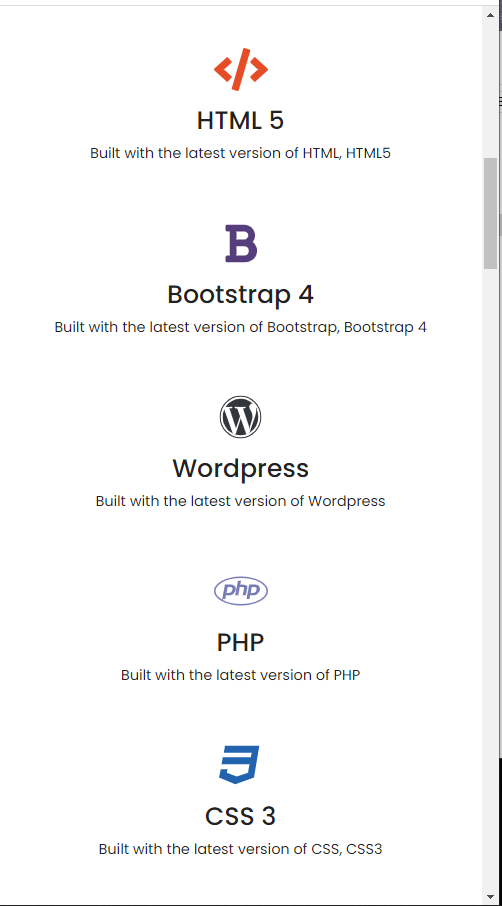 HTML 5
Built with the latest version of HTML, HTML5
Bootstrap 4
Built with the latest version of Bootstrap, Bootstrap 4
Wordpress
Built with the latest version of Wordpress
php
PHP
Built with the latest version of PHP
CSS 3
Built with the latest version of CSS, CSS3